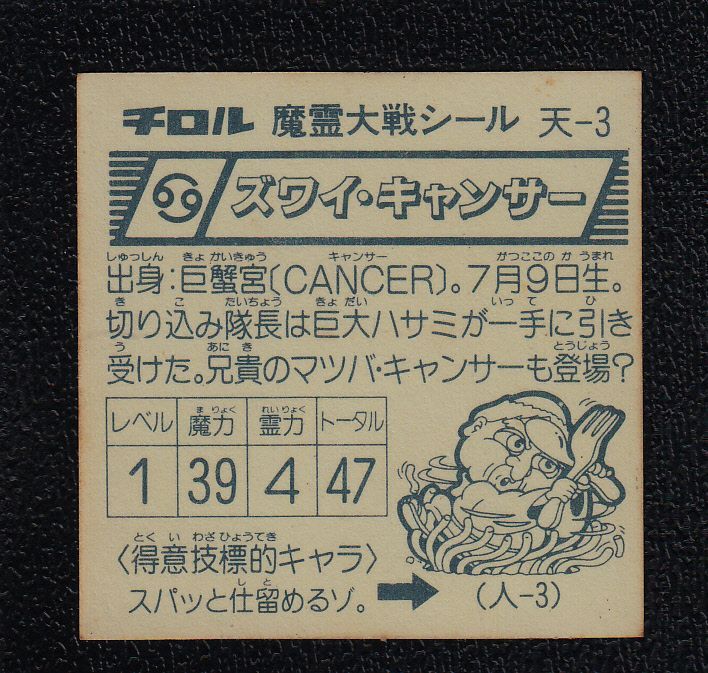 チロル 魔霊大戦シール 天-3
♋ ズワイ・キャンサー
しゅっしん きょかいきゅう キャンサー がつここのかうまれ
出身:巨蟹宮(CANCER)。7月9日生。
き こ たいちょう きょだい いって ひ
切り込み隊長は巨大ハサミが一手に引き
う あにき とうじょう
受けた。兄貴のマツバ・キャンサーも登場?
まりょく れいりょく
レベル 魔力 霊力 トータル
1 39 4 47
とくいわざひょうてき
〈得意技標的キャラ〉
しと
スパッと仕留めるゾ。 ➡ (人-3)